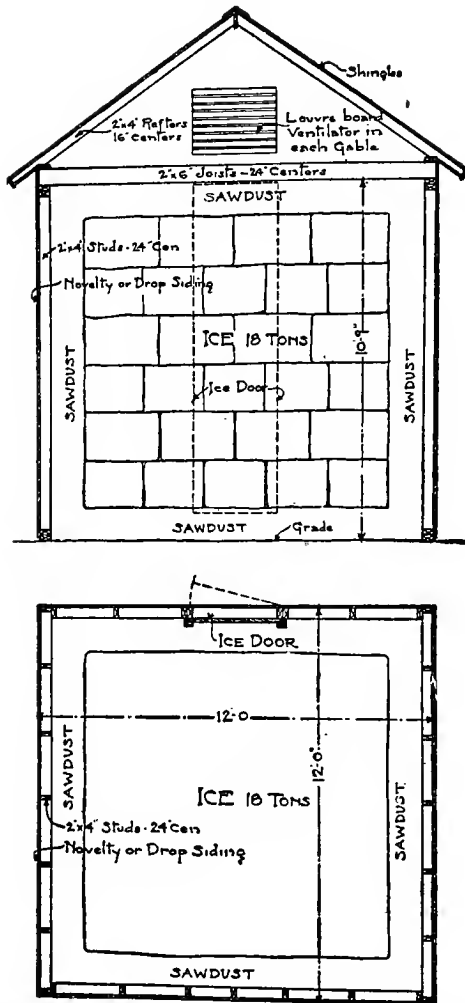 Shingles
2"x4" Rafters
16" Centers
Louvre board
Ventilator in
each Gable
2"x6" Joists-24" Centers
SAWDUST
2"x4" Studs-24" Cen
Novelty or Drop Siding
ICE 18 TONS
10'-9"
Ice Door
SAWDUST
SAWDUST
SAWDUST
Grade
ICE DOOR
12'-0
12'-0"
SAWDUST
ICE 18 TONS
2"x4" Studs-24" Cen
Novelty or Drop Siding
SAWDUST
SAWDUST